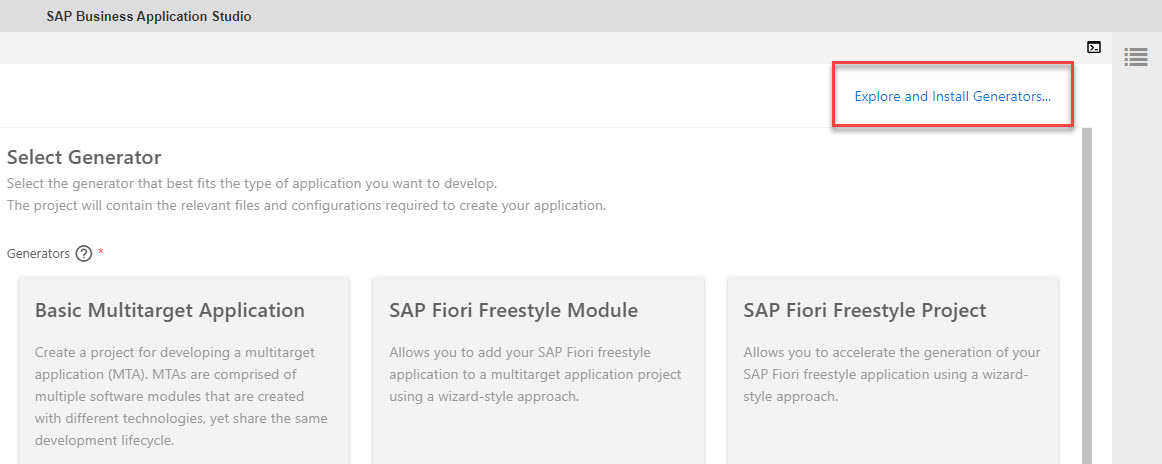 SAP Business Application Studio
Explore and Install Generators...
Select Generator
Select the generator that best fits the type of application you want to develop.
The project will contain the relevant files and configurations required to create your application.
Generators ? *
Basic Multitarget Application
Create a project for developing a multitarget
application (MTA). MTAs are comprised of
multiple software modules that are created
with different technologies, yet share the same
development lifecycle.
SAP Fiori Freestyle Module
Allows you to add your SAP Fiori freestyle
application to a multitarget application project
using a wizard-style approach.
SAP Fiori Freestyle Project
Allows you to accelerate the generation of your
SAP Fiori freestyle application using a wizard-
style approach.